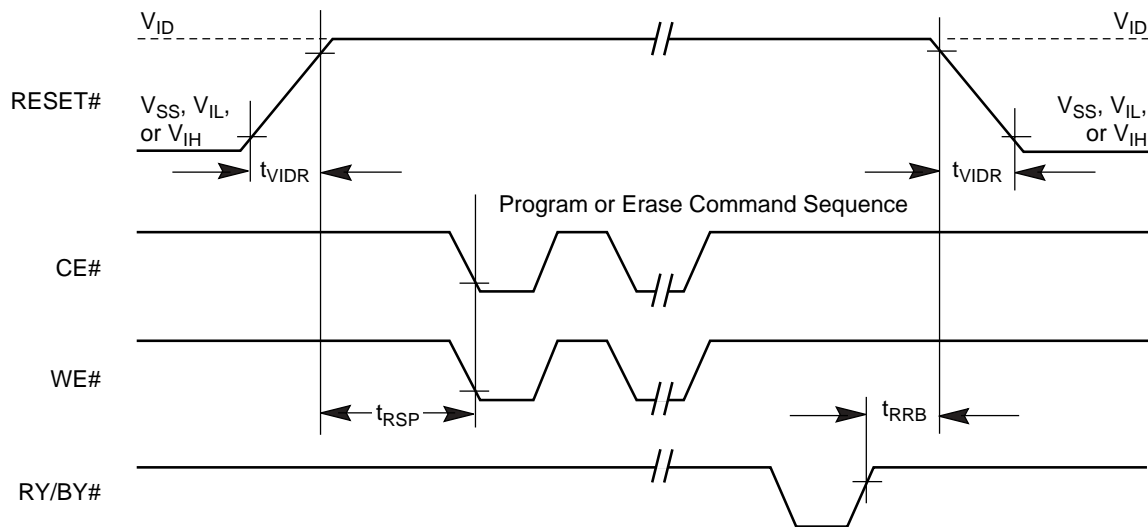 V_ID
V_ID
RESET#
V_SS, V_IL,
or V_IH
V_SS, V_IL,
or V_IH
t_VIDR
t_VIDR
Program or Erase Command Sequence
CE#
WE#
t_RSP
t_RRB
RY/BY#